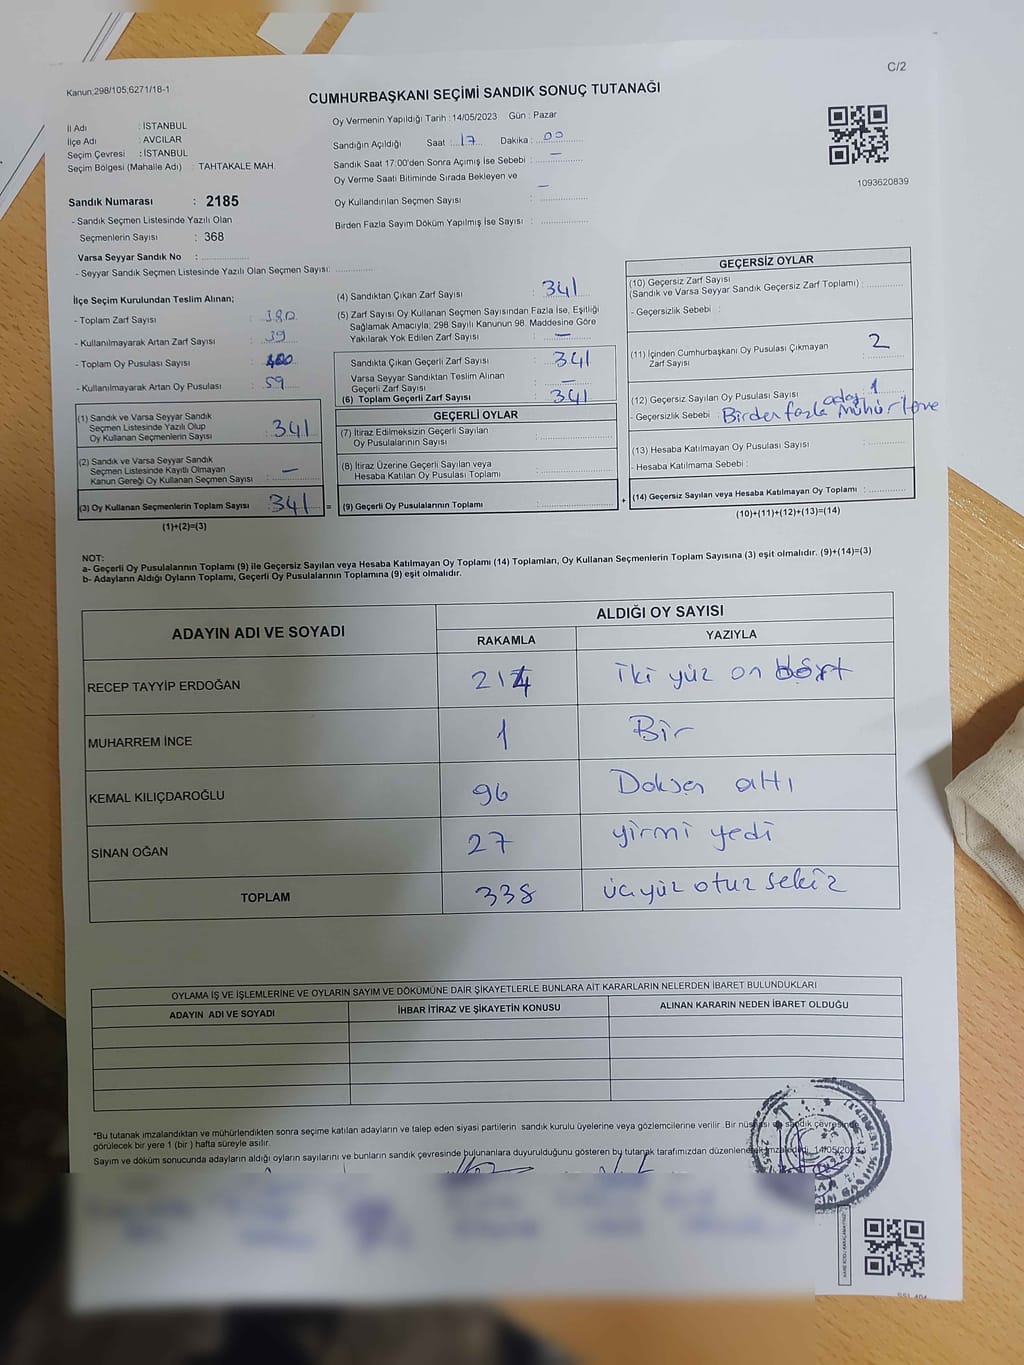 C/2
Kanun;298/105;6271/18-1
CUMHURBAŞKANI SEÇİMİ SANDIK SONUÇ TUTANAĞI
İl Adı : İSTANBUL
İlçe Adı : AVCILAR
Seçim Çevresi : İSTANBUL
Seçim Bölgesi (Mahalle Adı) : TAHTAKALE MAH.
Sandık Numarası : 2185
- Sandık Seçmen Listesinde Yazılı Olan
Seçmenlerin Sayısı : 368
Varsa Seyyar Sandık No : ..............
- Seyyar Sandık Seçmen Listesinde Yazılı Olan Seçmen Sayısı: ............
Oy Vermenin Yapıldığı Tarih : 14/05/2023 Gün : Pazar
Sandığın Açıldığı Saat : 17 Dakika : 00
Sandık Saat 17:00'den Sonra Açımış İse Sebebi : —
Oy Verme Saati Bitiminde Sırada Bekleyen ve
Oy Kullandırılan Seçmen Sayısı : —
Birden Fazla Sayım Döküm Yapılmış İse Sayısı : ..............
1093620839
İlçe Seçim Kurulundan Teslim Alınan;
- Toplam Zarf Sayısı : 380
- Kullanılmayarak Artan Zarf Sayısı : 39
- Toplam Oy Pusulası Sayısı : 400
- Kullanılmayarak Artan Oy Pusulası : 59
(1) Sandık ve Varsa Seyyar Sandık
Seçmen Listesinde Yazılı Olup
Oy Kullanan Seçmenlerin Sayısı : 341
(2) Sandık ve Varsa Seyyar Sandık
Seçmen Listesinde Kayıtlı Olmayan
Kanun Gereği Oy Kullanan Seçmen Sayısı : —
(3) Oy Kullanan Seçmenlerin Toplam Sayısı : 341 =
(1)+(2)=(3)
(4) Sandıktan Çıkan Zarf Sayısı : 341
(5) Zarf Sayısı Oy Kullanan Seçmen Sayısından Fazla İse, Eşitliği
Sağlamak Amacıyla; 298 Sayılı Kanunun 98. Maddesine Göre
Yakılarak Yok Edilen Zarf Sayısı : —
Sandıkta Çıkan Geçerli Zarf Sayısı : 341
Varsa Seyyar Sandıktan Teslim Alınan
Geçerli Zarf Sayısı : —
(6) Toplam Geçerli Zarf Sayısı : 341
GEÇERLİ OYLAR
(7) İtiraz Edilmeksizin Geçerli Sayılan
Oy Pusulalarının Sayısı : ..............
(8) İtiraz Üzerine Geçerli Sayılan veya
Hesaba Katılan Oy Pusulası Toplamı : ..............
(9) Geçerli Oy Pusulalarının Toplamı : .............. +
GEÇERSİZ OYLAR
(10) Geçersiz Zarf Sayısı
(Sandık ve Varsa Seyyar Sandık Geçersiz Zarf Toplamı) : ............
- Geçersizlik Sebebi :
(11) İçinden Cumhurbaşkanı Oy Pusulası Çıkmayan
Zarf Sayısı : 2
(12) Geçersiz Sayılan Oy Pusulası Sayısı : 1
- Geçersizlik Sebebi : Birden fazla aday Mühürleme
(13) Hesaba Katılmayan Oy Pusulası Sayısı : ............
- Hesaba Katılmama Sebebi :
(14) Geçersiz Sayılan veya Hesaba Katılmayan Oy Toplamı : ............
(10)+(11)+(12)+(13)=(14)
NOT:
a- Geçerli Oy Pusulalarının Toplamı (9) ile Geçersiz Sayılan veya Hesaba Katılmayan Oy Toplamı (14) Toplamları, Oy Kullanan Seçmenlerin Toplam Sayısına (3) eşit olmalıdır. (9)+(14)=(3)
b- Adayların Aldığı Oyların Toplamı, Geçerli Oy Pusulalarının Toplamına (9) eşit olmalıdır.
ADAYIN ADI VE SOYADI ALDIĞI OY SAYISI
RAKAMLA YAZIYLA
RECEP TAYYİP ERDOĞAN 214 iki yüz on dört
MUHARREM İNCE 1 Bir
KEMAL KILIÇDAROĞLU 96 Doksan altı
SİNAN OĞAN 27 yirmi yedi
TOPLAM 338 üçyüz otuz sekiz
OYLAMA İŞ VE İŞLEMLERİNE VE OYLARIN SAYIM VE DÖKÜMÜNE DAİR ŞİKAYETLERLE BUNLARA AİT KARARLARIN NELERDEN İBARET BULUNDUKLARI
ADAYIN ADI VE SOYADI İHBAR İTİRAZ VE ŞİKAYETİN KONUSU ALINAN KARARIN NEDEN İBARET OLDUĞU
*Bu tutanak imzalandıktan ve mühürlendikten sonra seçime katılan adayların ve talep eden siyasi partilerin sandık kurulu üyelerine veya gözlemcilerine verilir. Bir nüshası da sandık çevresinde
görülecek bir yere 1 (bir ) hafta süreyle asılır.
Sayım ve döküm sonucunda adayların aldığı oyların sayılarını ve bunların sandık çevresinde bulunanlara duyurulduğunu gösteren bu tutanak tarafımızdan düzenlenerek imzalandı. 14/05/2023